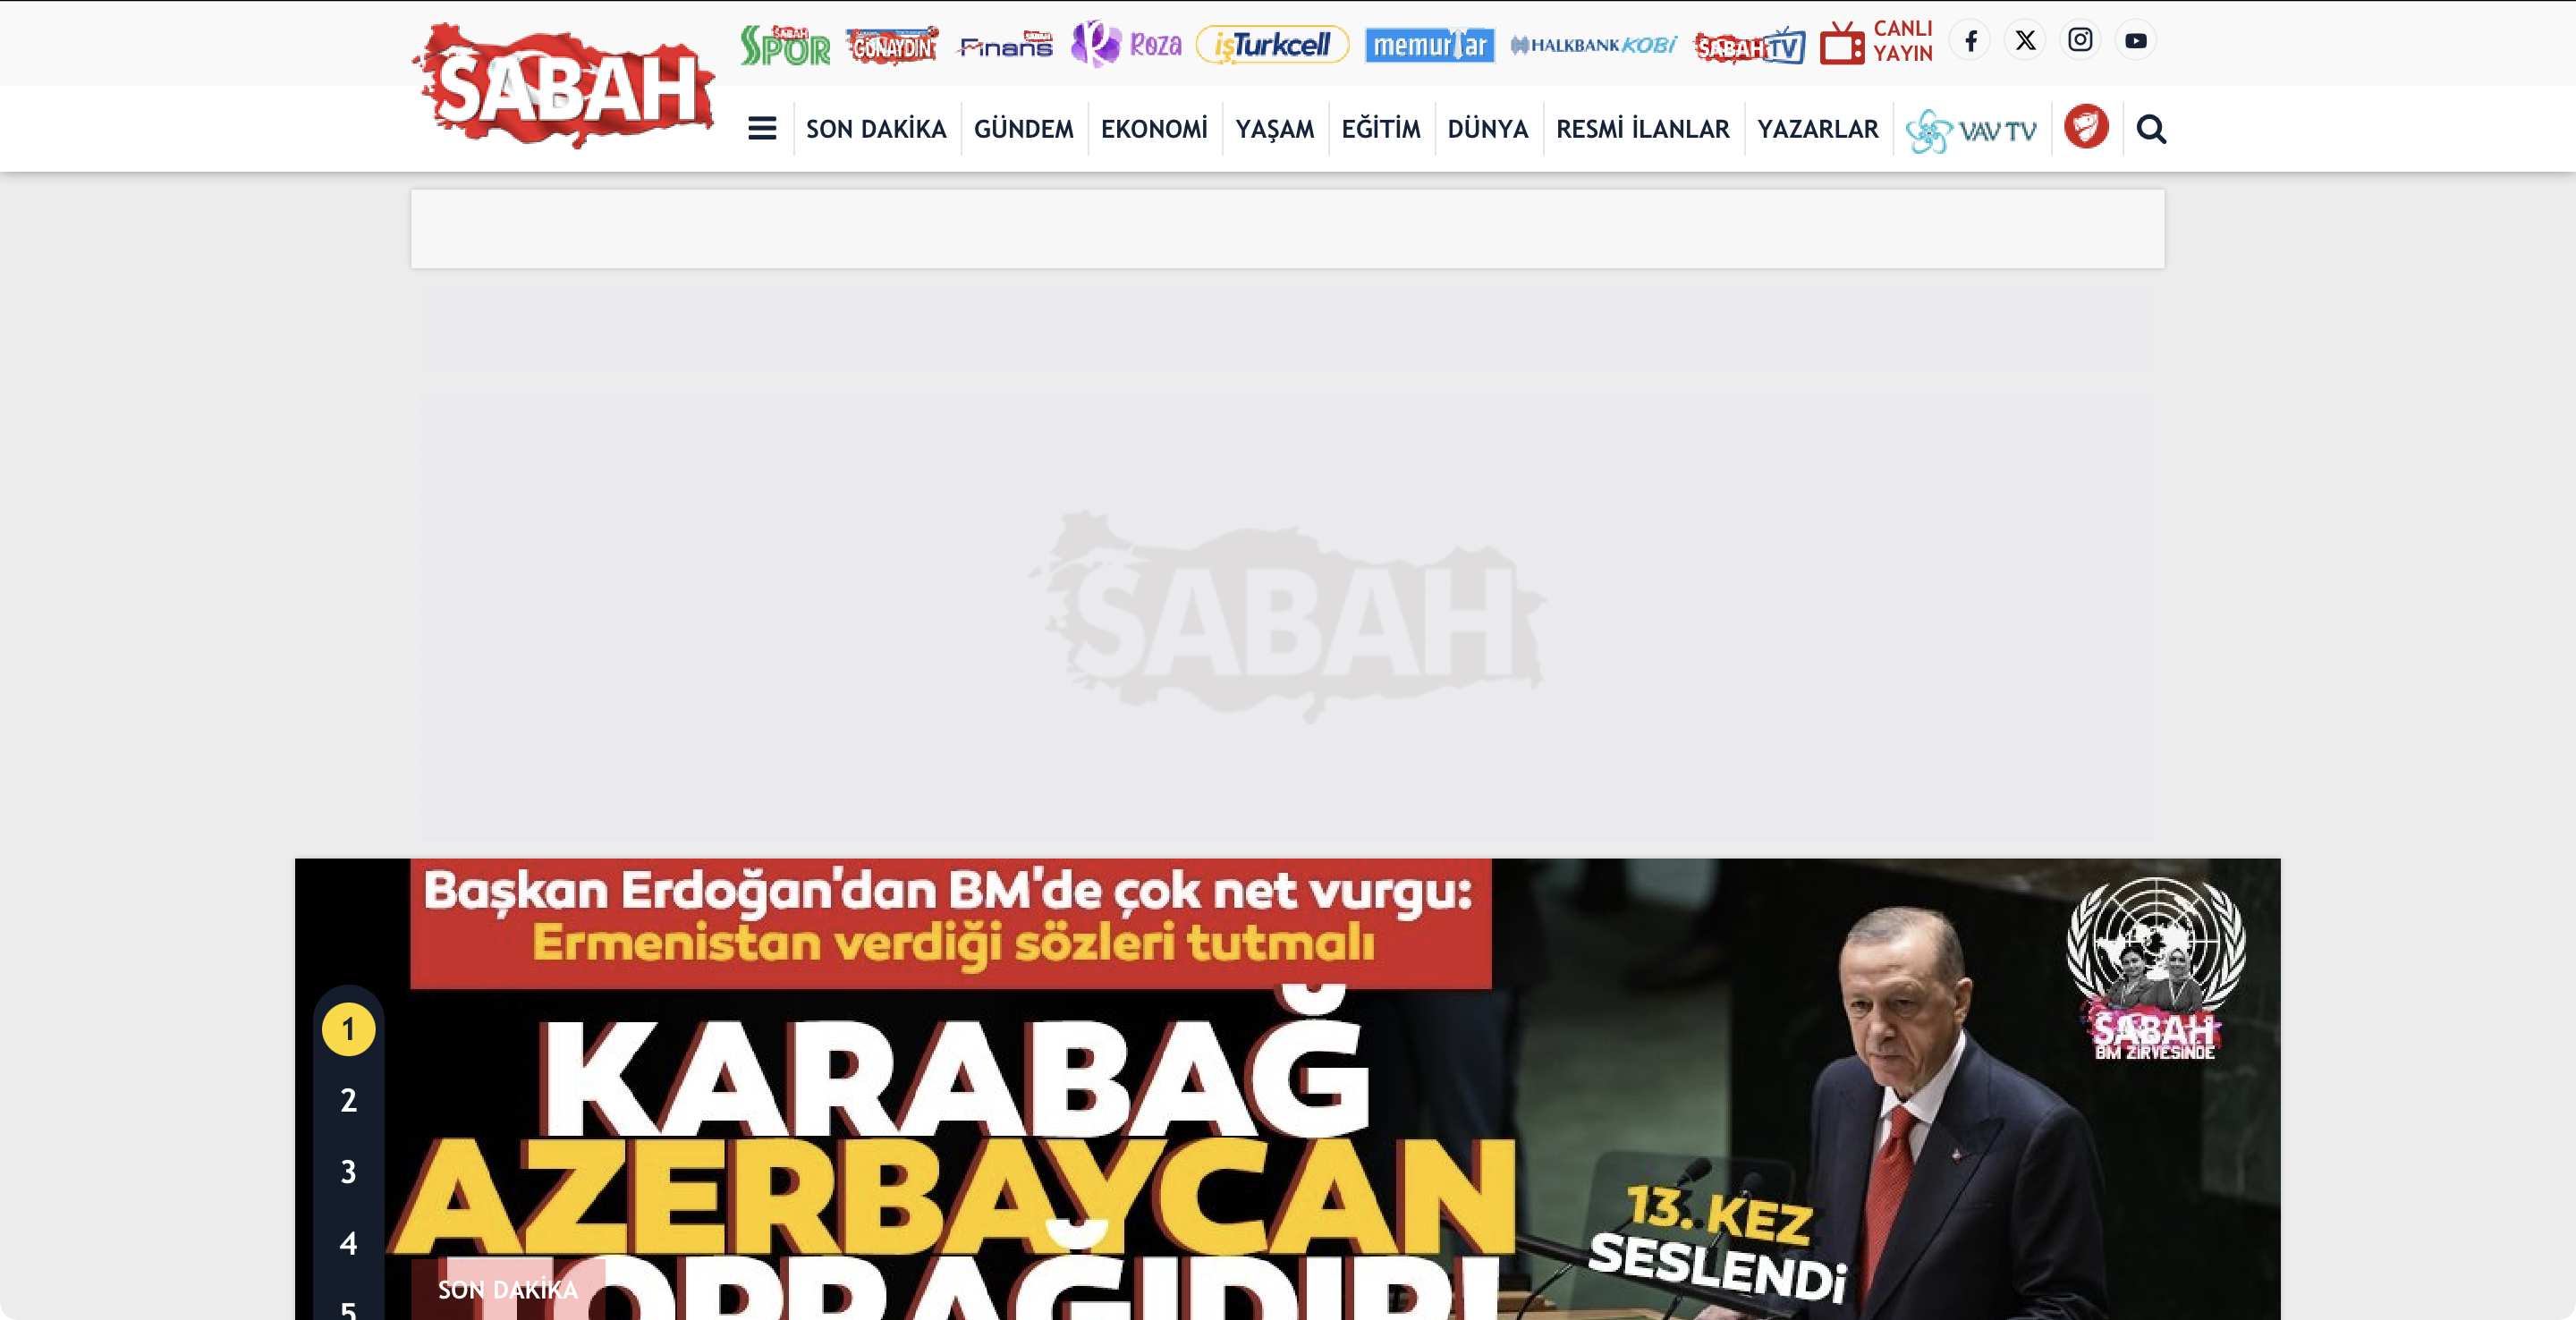 SABAH
SABAH SPOR
GÜNAYDIN
Finans SABAH
Roza
işTurkcell
memurlar
HALKBANK KOBİ
SABAH TV
CANLI
YAYIN
SON DAKİKA
GÜNDEM
EKONOMİ
YAŞAM
EĞİTİM
DÜNYA
RESMİ İLANLAR
YAZARLAR
VAV TV
SABAH
Başkan Erdoğan'dan BM'de çok net vurgu:
Ermenistan verdiği sözleri tutmalı
KARABAĞ
AZERBAYCAN
TOPRAĞIDIR!
13. KEZ
SESLENDİ
SABAH
BM ZİRVESİNDE
1
2
3
4
5
SON DAKİKA